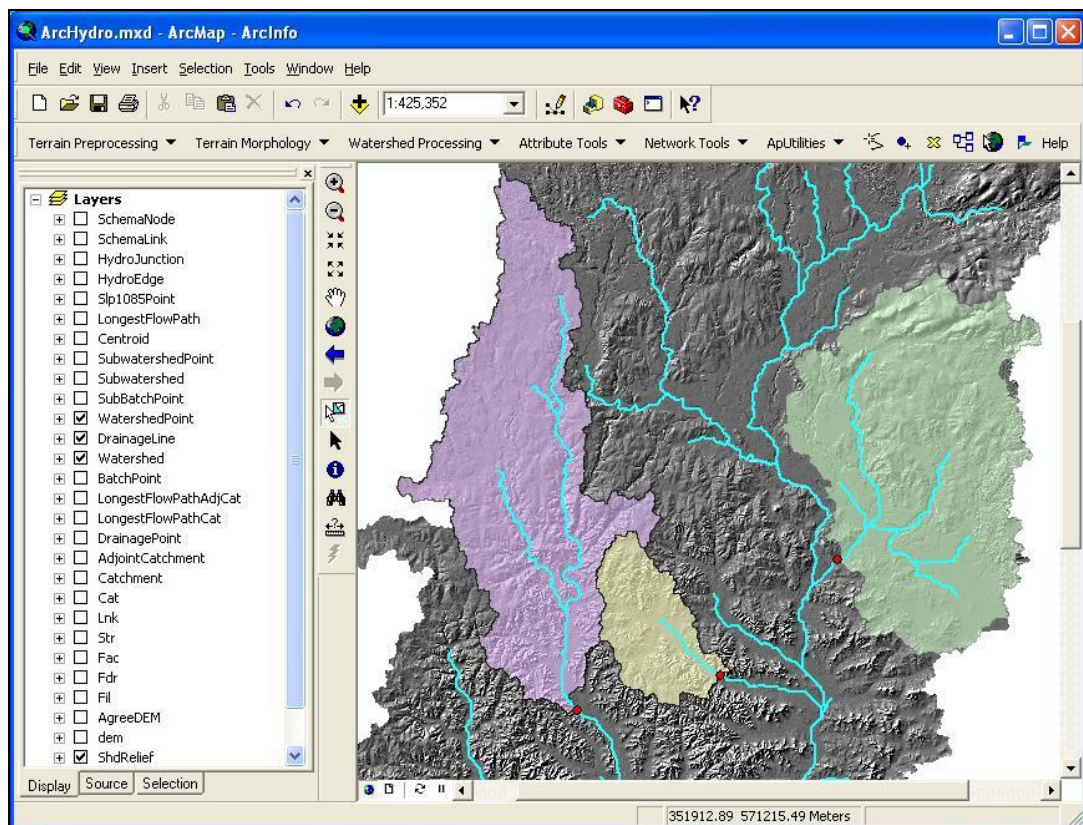 ArcHydro.mxd - ArcMap - ArcInfo
File Edit View Insert Selection Tools Window Help
1:425,352
Terrain Preprocessing Terrain Morphology Watershed Processing Attribute Tools Network Tools ApUtilities Help
Layers
SchemaNode
SchemaLink
HydroJunction
HydroEdge
Slp1085Point
LongestFlowPath
Centroid
SubwatershedPoint
Subwatershed
SubBatchPoint
WatershedPoint
DrainageLine
Watershed
BatchPoint
LongestFlowPathAdjCat
LongestFlowPathCat
DrainagePoint
AdjointCatchment
Catchment
Cat
Lnk
Str
Fac
Fdr
Fil
AgreeDEM
dem
ShdRelief
Display Source Selection
351912.89 571215.49 Meters